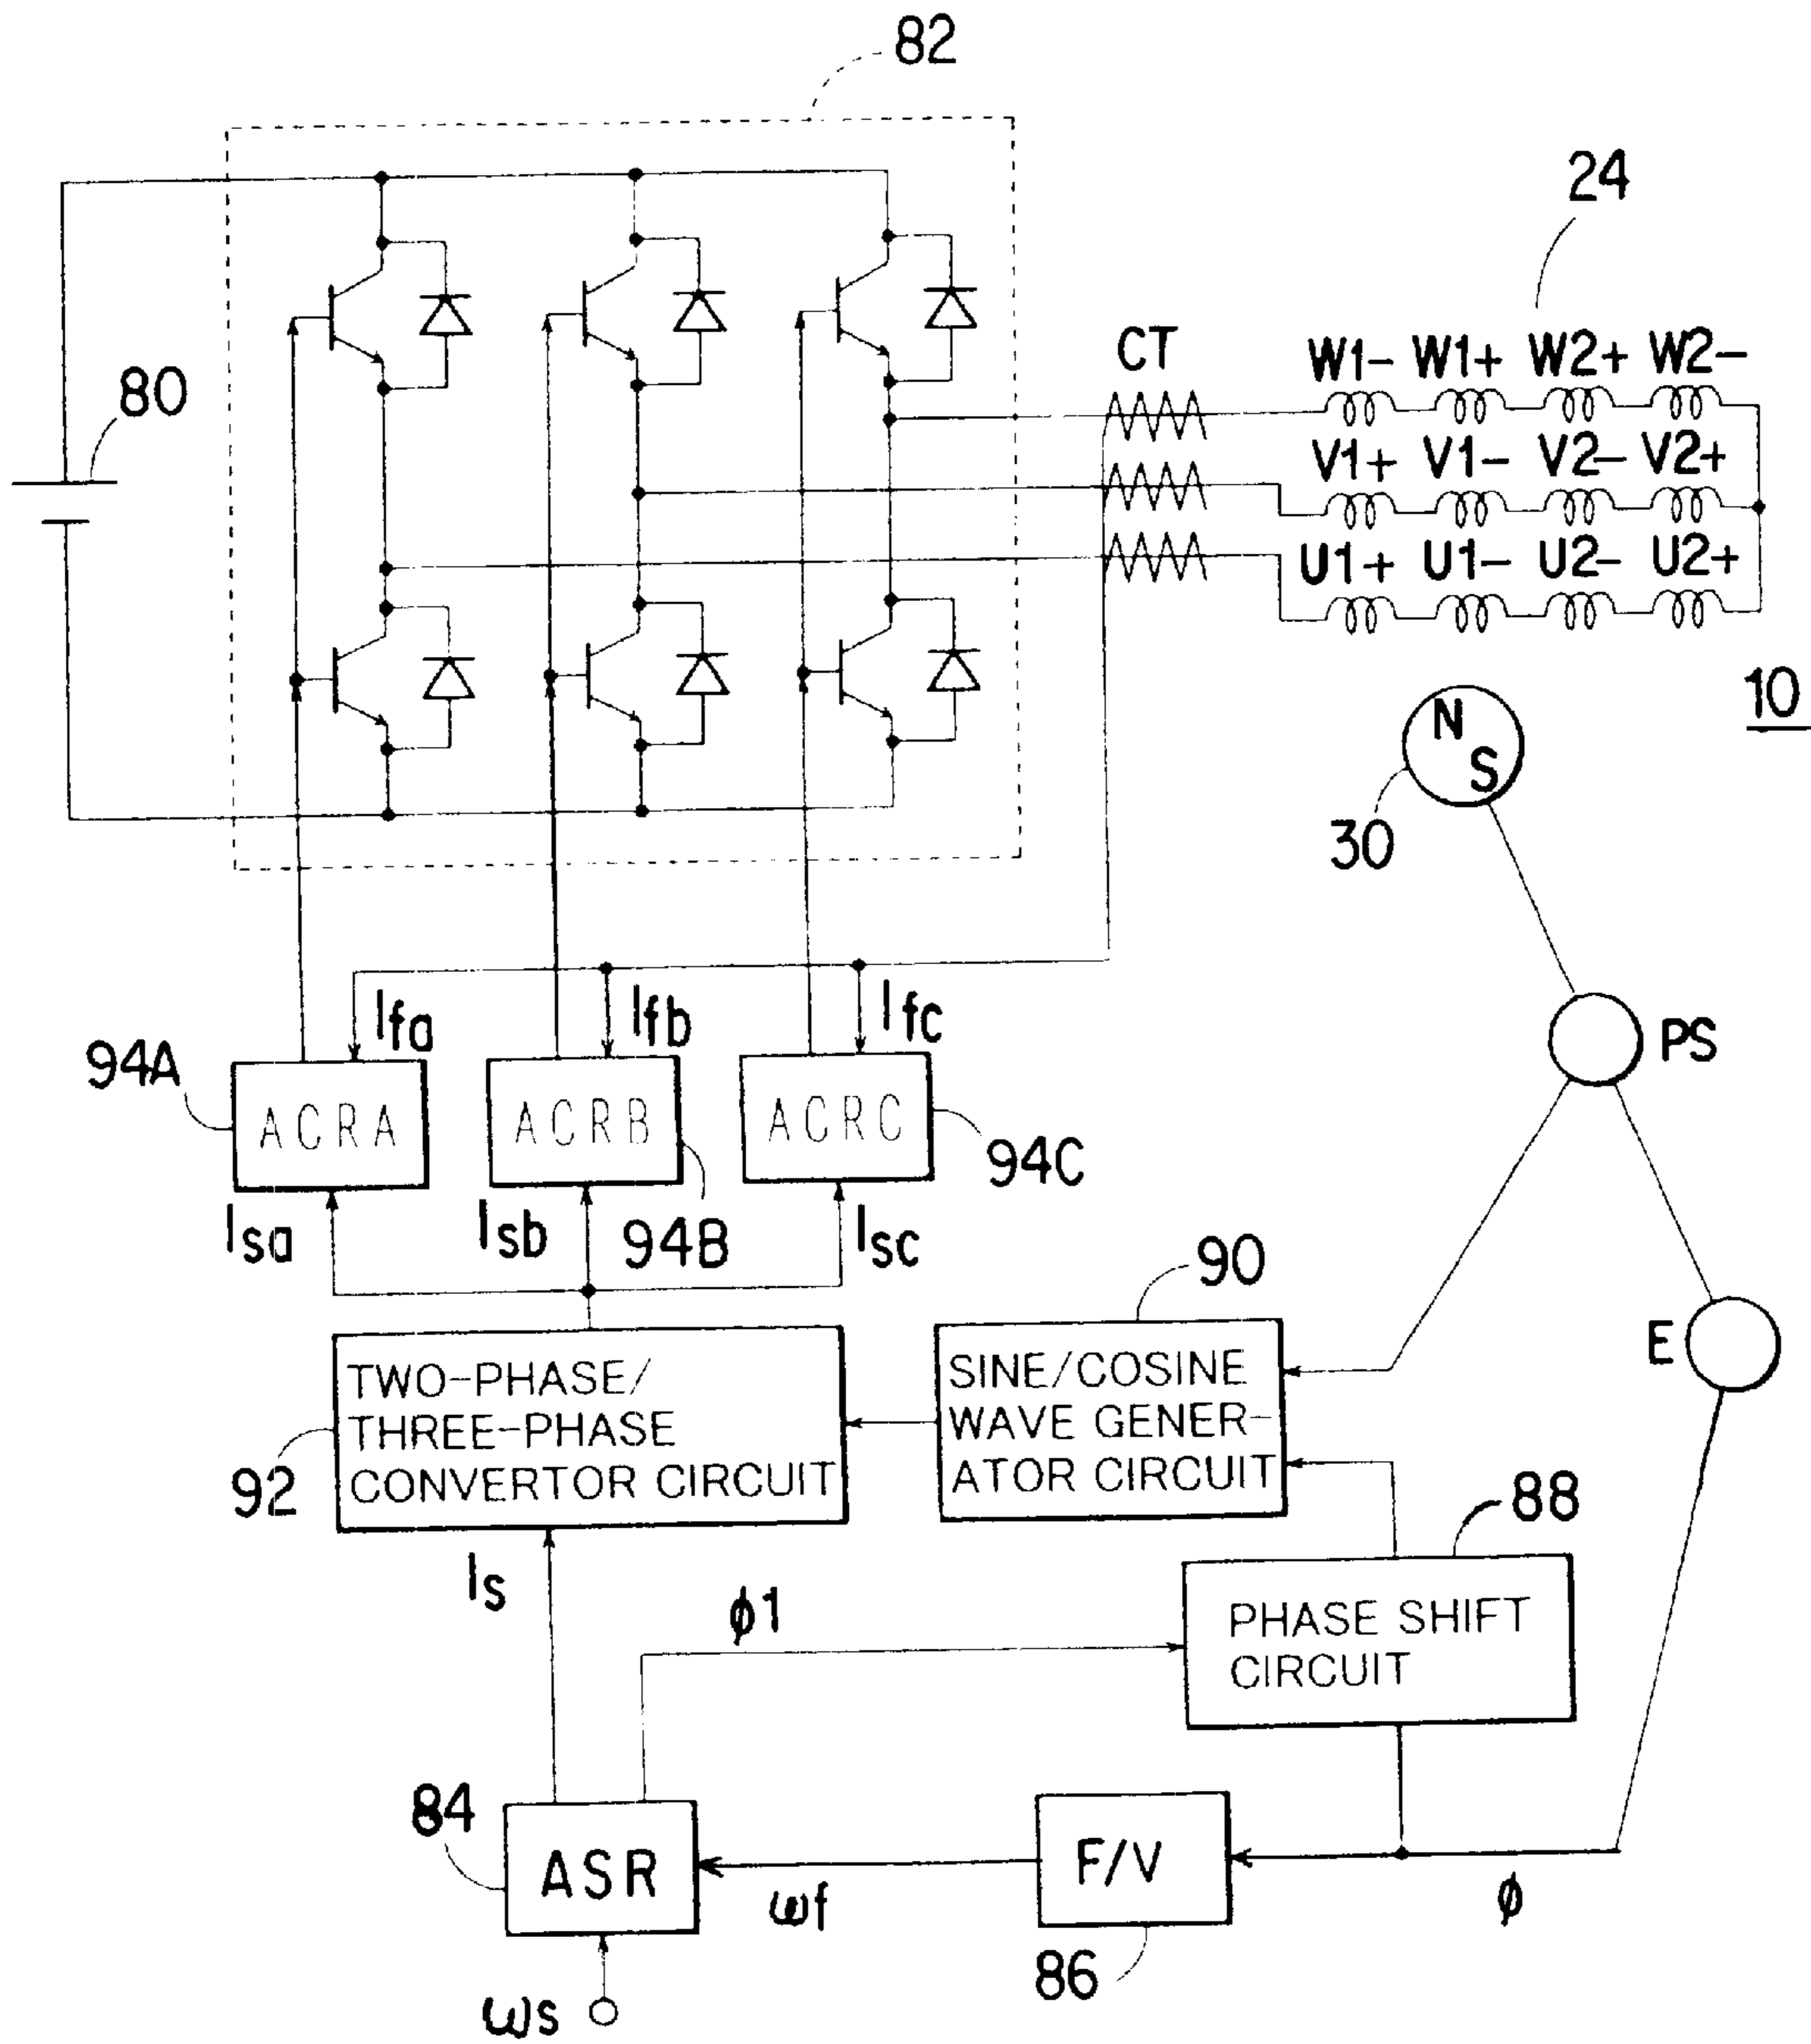 82
24
80
CT
W1- W1+ W2+ W2-
V1+ V1- V2- V2+
U1+ U1- U2- U2+
10
N
S
30
Ifa
Ifb
Ifc
PS
94A
ACRA
ACRB
ACRC
94C
Isa
Isb
94B
Isc
90
E
TWO-PHASE/
THREE-PHASE
CONVERTOR CIRCUIT
SINE/COSINE
WAVE GENER-
ATOR CIRCUIT
92
88
Is
ϕ1
PHASE SHIFT
CIRCUIT
84
ASR
ωf
F/V
ϕ
86
ωs